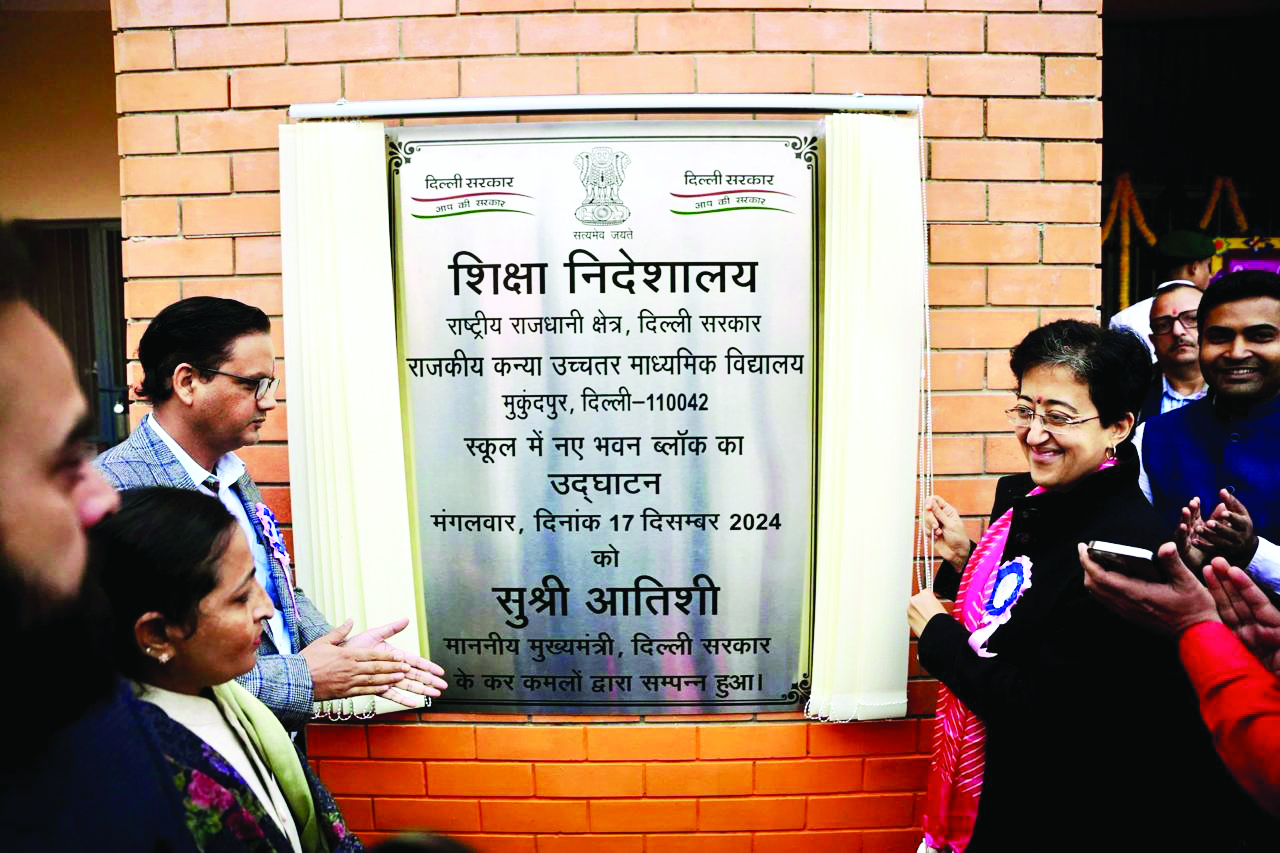 दिल्ली सरकार
आप की सरकार
सत्यमेव जयते
दिल्ली सरकार
आप की सरकार
शिक्षा निदेशालय
राष्ट्रीय राजधानी क्षेत्र, दिल्ली सरकार
राजकीय कन्या उच्चतर माध्यमिक विद्यालय
मुकुंदपुर, दिल्ली–110042
स्कूल में नए भवन ब्लॉक का
उद्घाटन
मंगलवार, दिनांक 17 दिसम्बर 2024
को
सुश्री आतिशी
माननीय मुख्यमंत्री, दिल्ली सरकार
के कर कमलों द्वारा सम्पन्न हुआ।